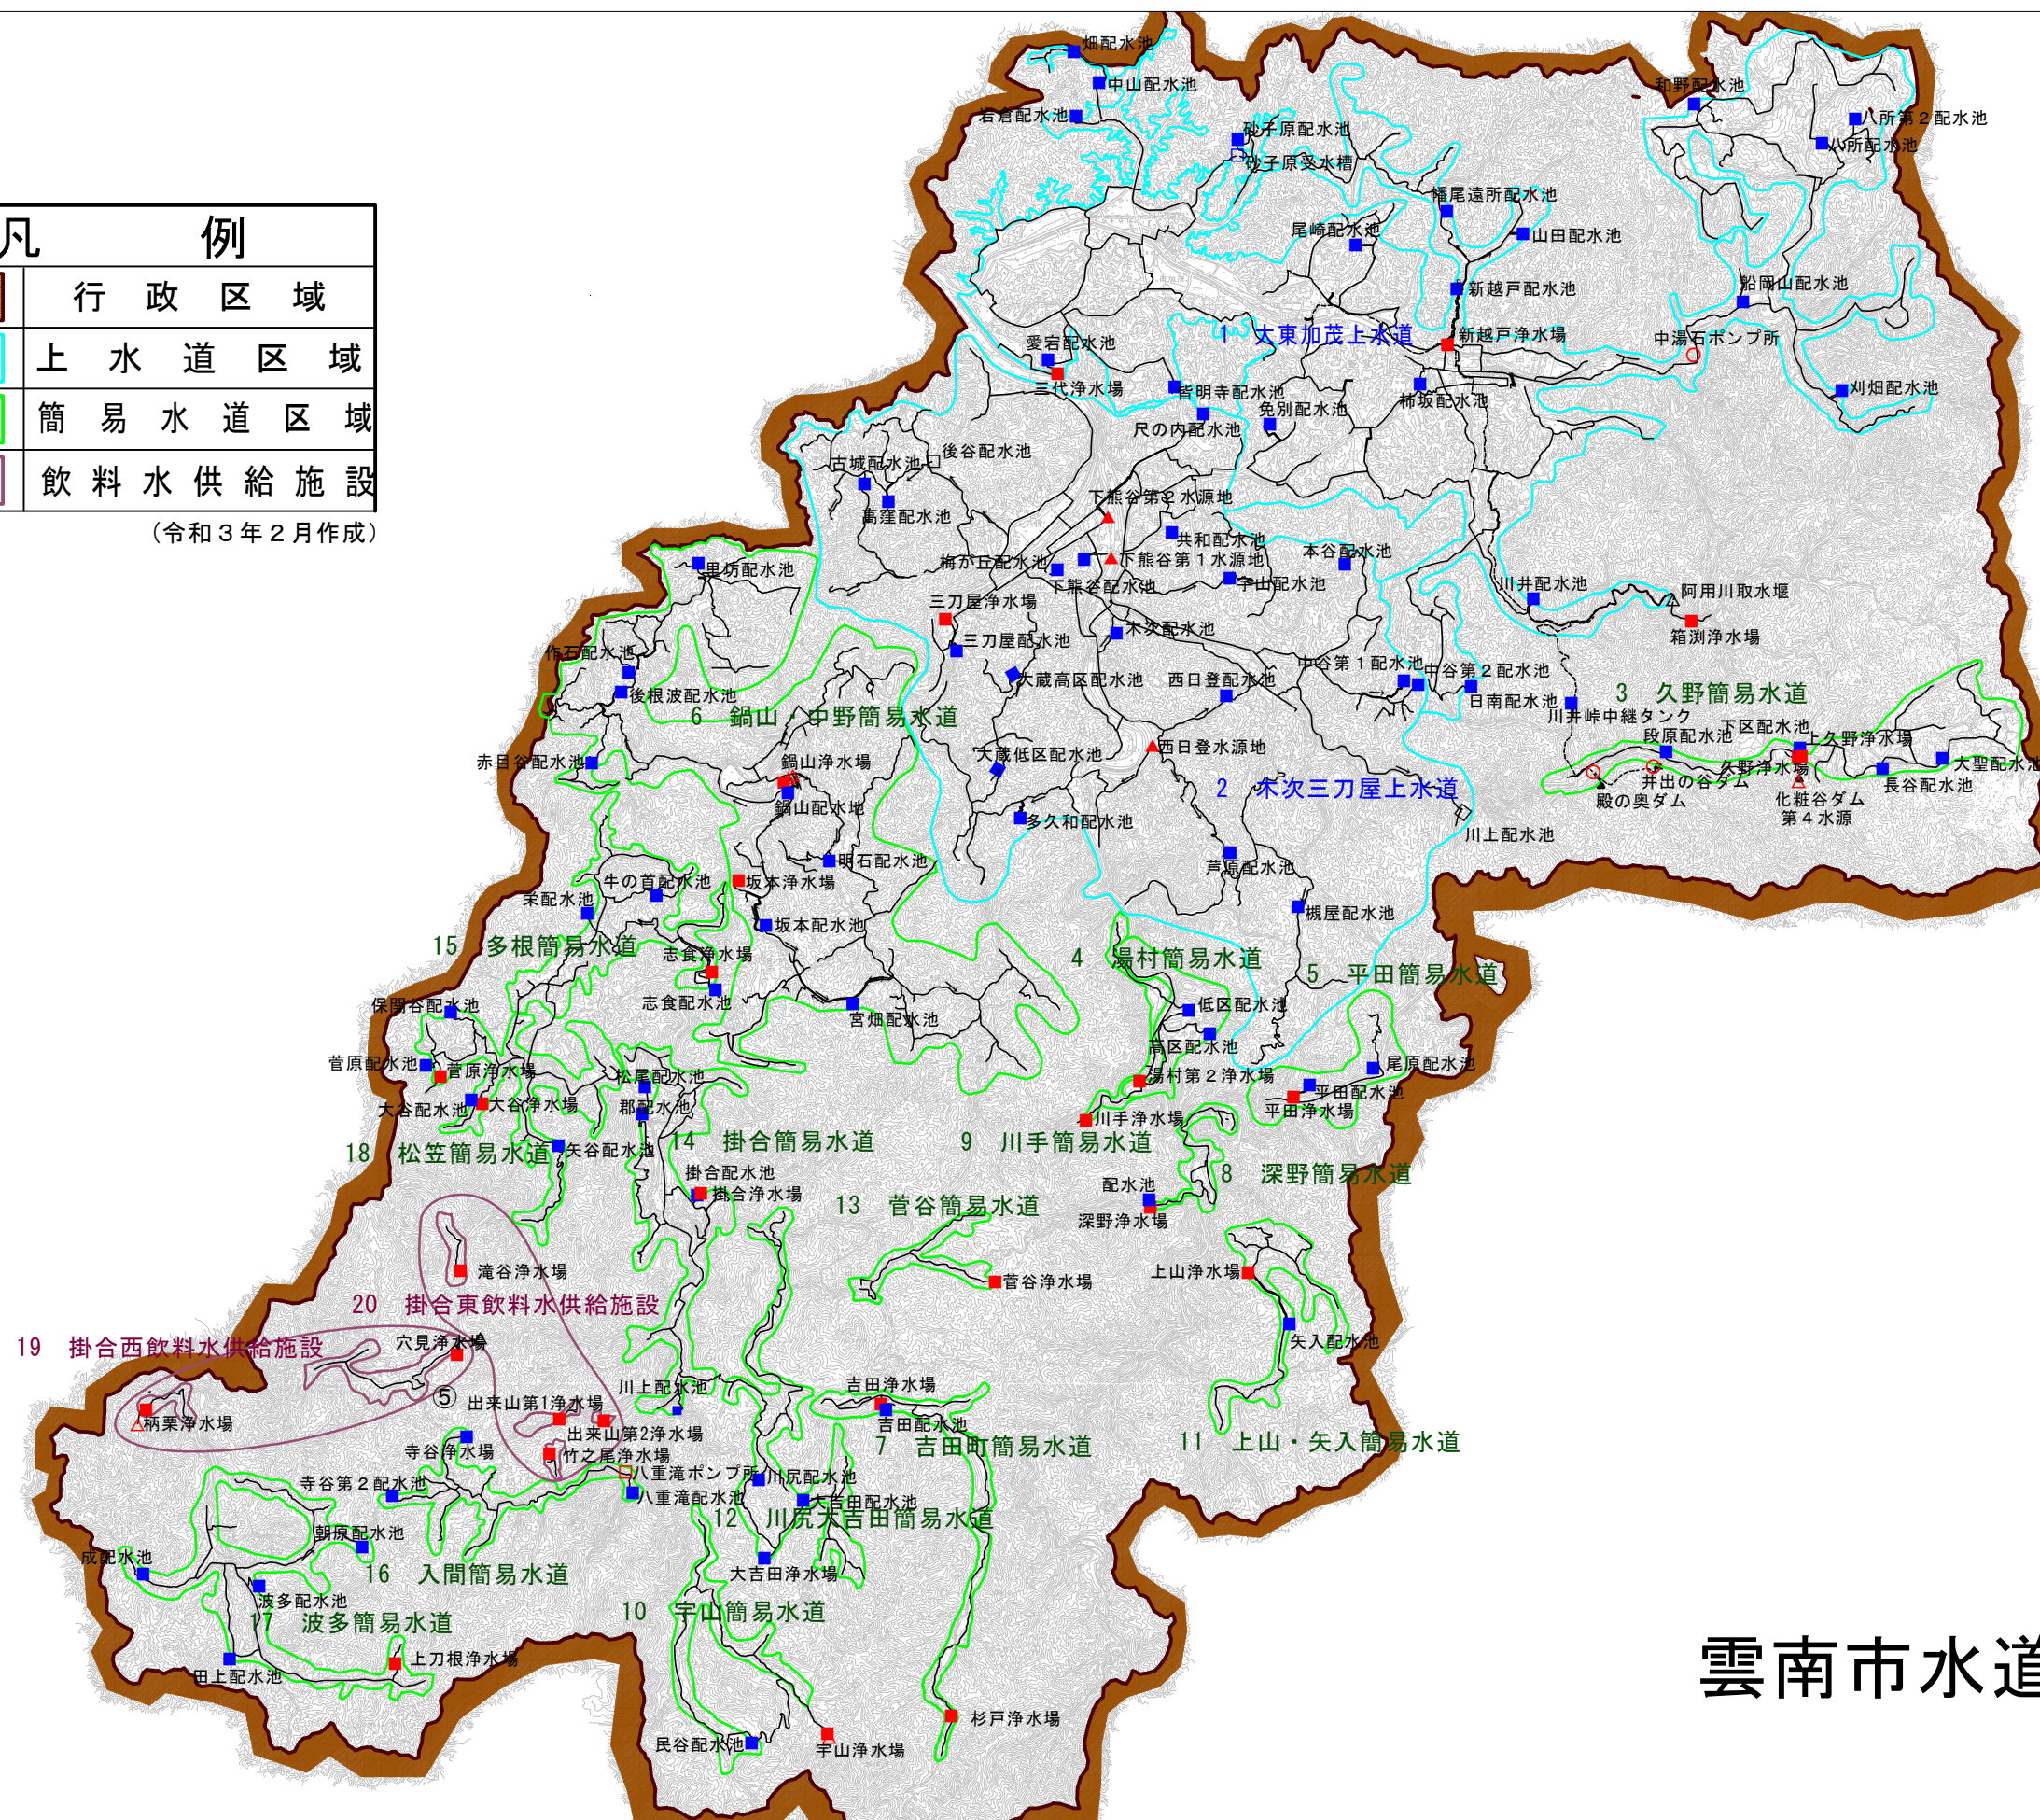 凡例
行政区域
上水道区域
簡易水道区域
飲料水供給施設
(令和3年2月作成)
畑配水池
中山配水池
岩倉配水池
砂子原配水池
砂子原受水槽
和野配水池
八所第2配水池
八所配水池
幡尾遠所配水池
尾崎配水池
山田配水池
新越戸配水池
船岡山配水池
1 大東加茂上水道
新越戸浄水場
中湯石ポンプ所
愛宕配水池
三代浄水場
皆明寺配水池
柿坂配水池
刈畑配水池
免別配水池
尺の内配水池
後谷配水池
古城配水池
高窪配水池
下熊谷第2水源地
共和配水池
本谷配水池
梅が丘配水池
下熊谷第1水源地
下熊谷配水池
宇山配水池
里坊配水池
川井配水池
阿用川取水堰
三刀屋浄水場
箱渕浄水場
木次配水池
三刀屋配水池
作石配水池
中谷第1配水池
中谷第2配水池
大蔵高区配水池
西日登配水池
後根波配水池
日南配水池
3 久野簡易水道
6 鍋山・中野簡易水道
川井峠中継タンク
下区配水池
段原配水池
上久野浄水場
西日登水源地
大蔵低区配水池
赤目谷配水池
鍋山浄水場
久野浄水場
大聖配水池
井出の谷ダム
長谷配水池
2 木次三刀屋上水道
殿の奥ダム
化粧谷ダム
第4水源
鍋山配水地
多久和配水池
川上配水池
明石配水池
芦原配水池
牛の首配水池
坂本浄水場
栄配水池
槻屋配水池
坂本配水池
15 多根簡易水道
志食浄水場
4 湯村簡易水道
5 平田簡易水道
志食配水池
保関谷配水池
低区配水池
宮畑配水池
高区配水池
菅原配水池
菅原浄水場
松尾配水池
湯村第2浄水場
尾原配水池
平田配水池
大谷配水池
大谷浄水場
郡配水池
平田浄水場
川手浄水場
18 松笠簡易水道
矢谷配水池
14 掛合簡易水道
9 川手簡易水道
掛合配水池
掛合浄水場
8 深野簡易水道
配水池
13 菅谷簡易水道
深野浄水場
滝谷浄水場
菅谷浄水場
上山浄水場
20 掛合東飲料水供給施設
19 掛合西飲料水供給施設
穴見浄水場
矢入配水池
⑤
川上配水池
吉田浄水場
出来山第1浄水場
柄栗浄水場
吉田配水池
出来山第2浄水場
寺谷浄水場
竹之尾浄水場
7 吉田町簡易水道
11 上山・矢入簡易水道
八重滝ポンプ所
寺谷第2配水池
川尻配水池
八重滝配水池
大吉田配水池
12 川尻大吉田簡易水道
朝原配水池
成配水池
16 入間簡易水道
大吉田浄水場
波多配水池
17 波多簡易水道
10 宇山簡易水道
上刀根浄水場
田上配水池
雲南市水道
杉戸浄水場
民谷配水池
宇山浄水場